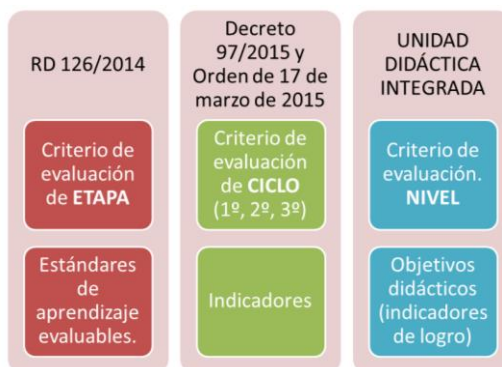 RD 126/2014
Criterio de
evaluación
de ETAPA
Estándares
de
aprendizaje
evaluables.
Decreto
97/2015 y
Orden de 17 de
marzo de 2015
Criterio de
evaluación
de CICLO
(1º, 2º, 3º)
Indicadores
UNIDAD
DIDÁCTICA
INTEGRADA
Criterio de
evaluación.
NIVEL
Objetivos
didácticos
(indicadores
de logro)